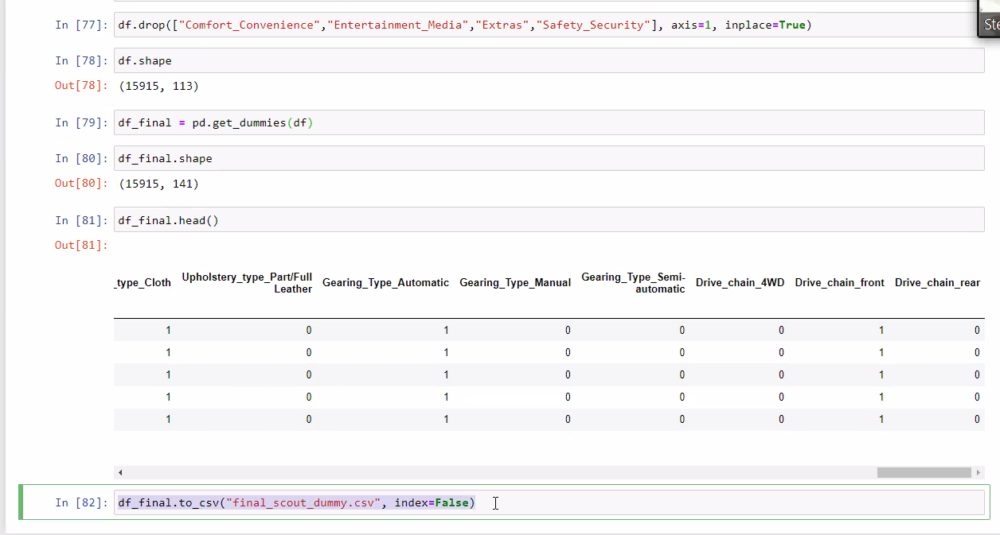 In [77]: df.drop(["Comfort_Convenience","Entertainment_Media","Extras","Safety_Security"], axis=1, inplace=True)
Ste
In [78]: df.shape
Out[78]: (15915, 113)
In [79]: df_final = pd.get_dummies(df)
In [80]: df_final.shape
Out[80]: (15915, 141)
In [81]: df_final.head()
Out[81]:
_type_Cloth Upholstery_type_Part/Full Leather Gearing_Type_Automatic Gearing_Type_Manual Gearing_Type_Semi-automatic Drive_chain_4WD Drive_chain_front Drive_chain_rear
1 0 1 0 0 0 1 0
1 0 1 0 0 0 1 0
1 0 1 0 0 0 1 0
1 0 1 0 0 0 1 0
1 0 1 0 0 0 1 0
In [82]: df_final.to_csv("final_scout_dummy.csv", index=False)